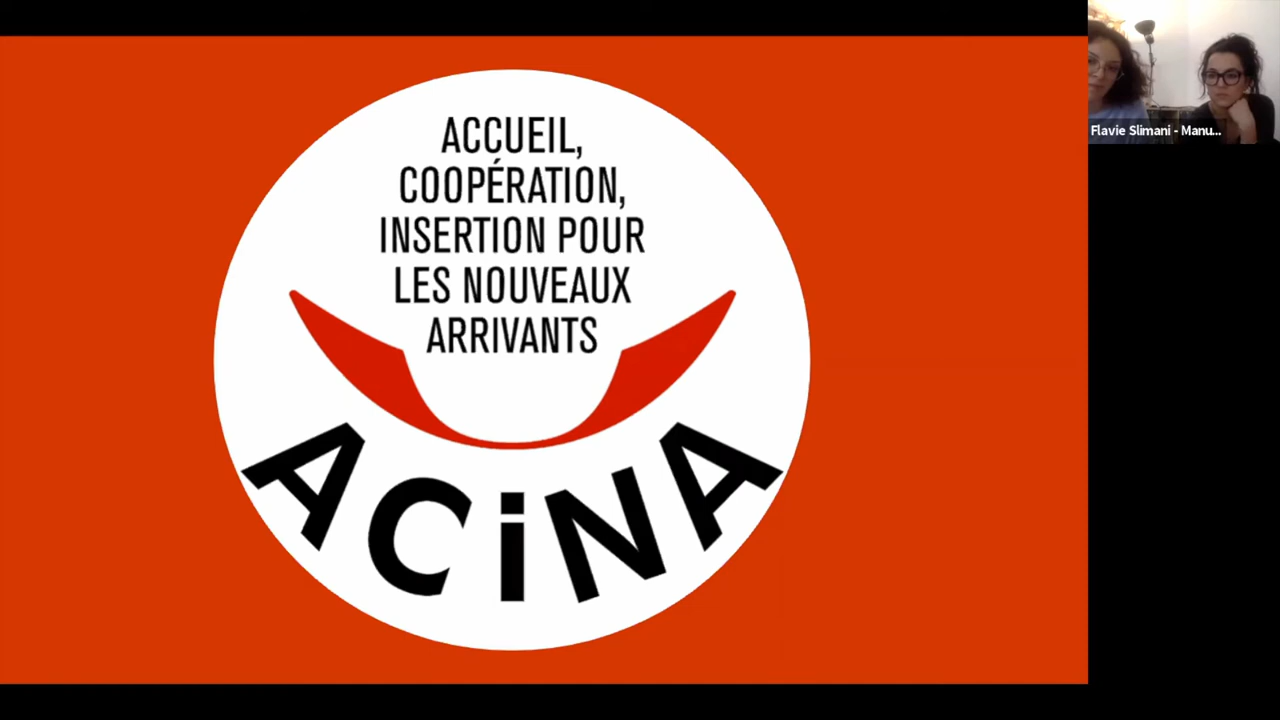 ACCUEIL,
COOPÉRATION,
INSERTION POUR
LES NOUVEAUX
ARRIVANTS
ACiNA
Flavie Slimani - Manu...